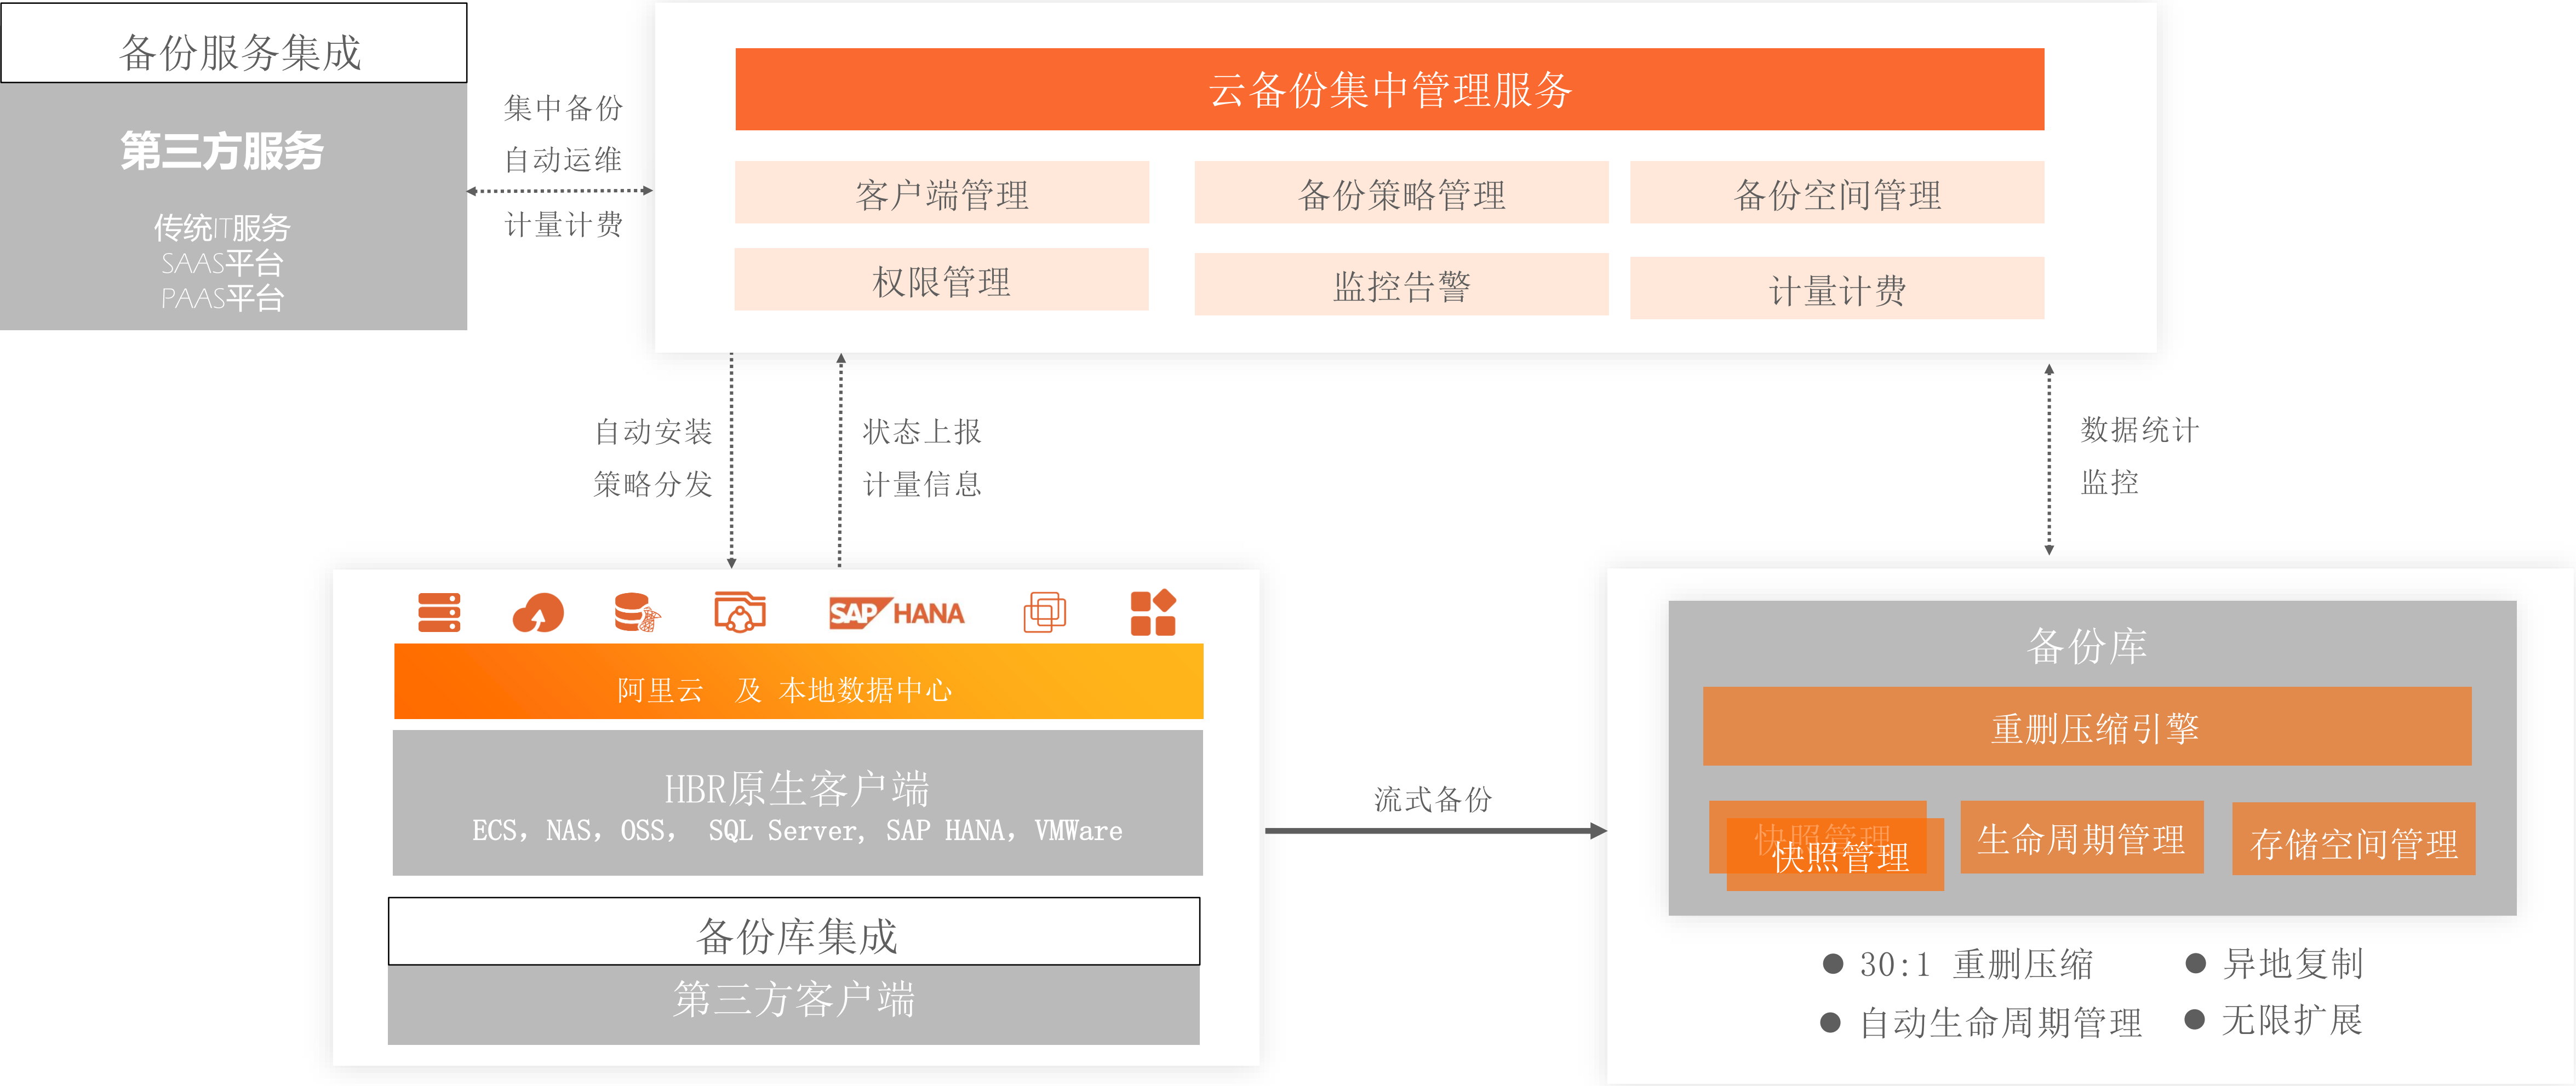 备份服务集成
第三方服务
传统IT服务
SAAS平台
PAAS平台
集中备份
自动运维
计量计费
云备份集中管理服务
客户端管理
备份策略管理
备份空间管理
权限管理
监控告警
计量计费
自动安装
策略分发
状态上报
计量信息
数据统计
监控
SAP HANA
阿里云 及 本地数据中心
HBR原生客户端
ECS, NAS, OSS, SQL Server, SAP HANA, VMWare
备份库集成
第三方客户端
流式备份
备份库
重删压缩引擎
快照管理
快照管理
生命周期管理
存储空间管理
30:1 重删压缩
异地复制
自动生命周期管理
无限扩展